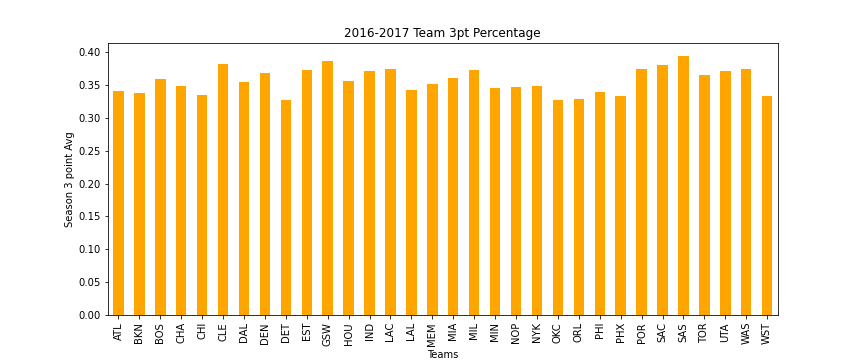 2016-2017 Team 3pt Percentage
Season 3 point Avg
0.40
0.35
0.30
0.25
0.20
0.15
0.10
0.05
0.00
ATL
BKN
BOS
CHA
CHI
CLE
DAL
DEN
DET
EST
GSW
HOU
IND
LAC
LAL
MEM
MIA
MIL
MIN
NOP
NYK
OKC
ORL
PHI
PHX
POR
SAC
SAS
TOR
UTA
WAS
WST
Teams